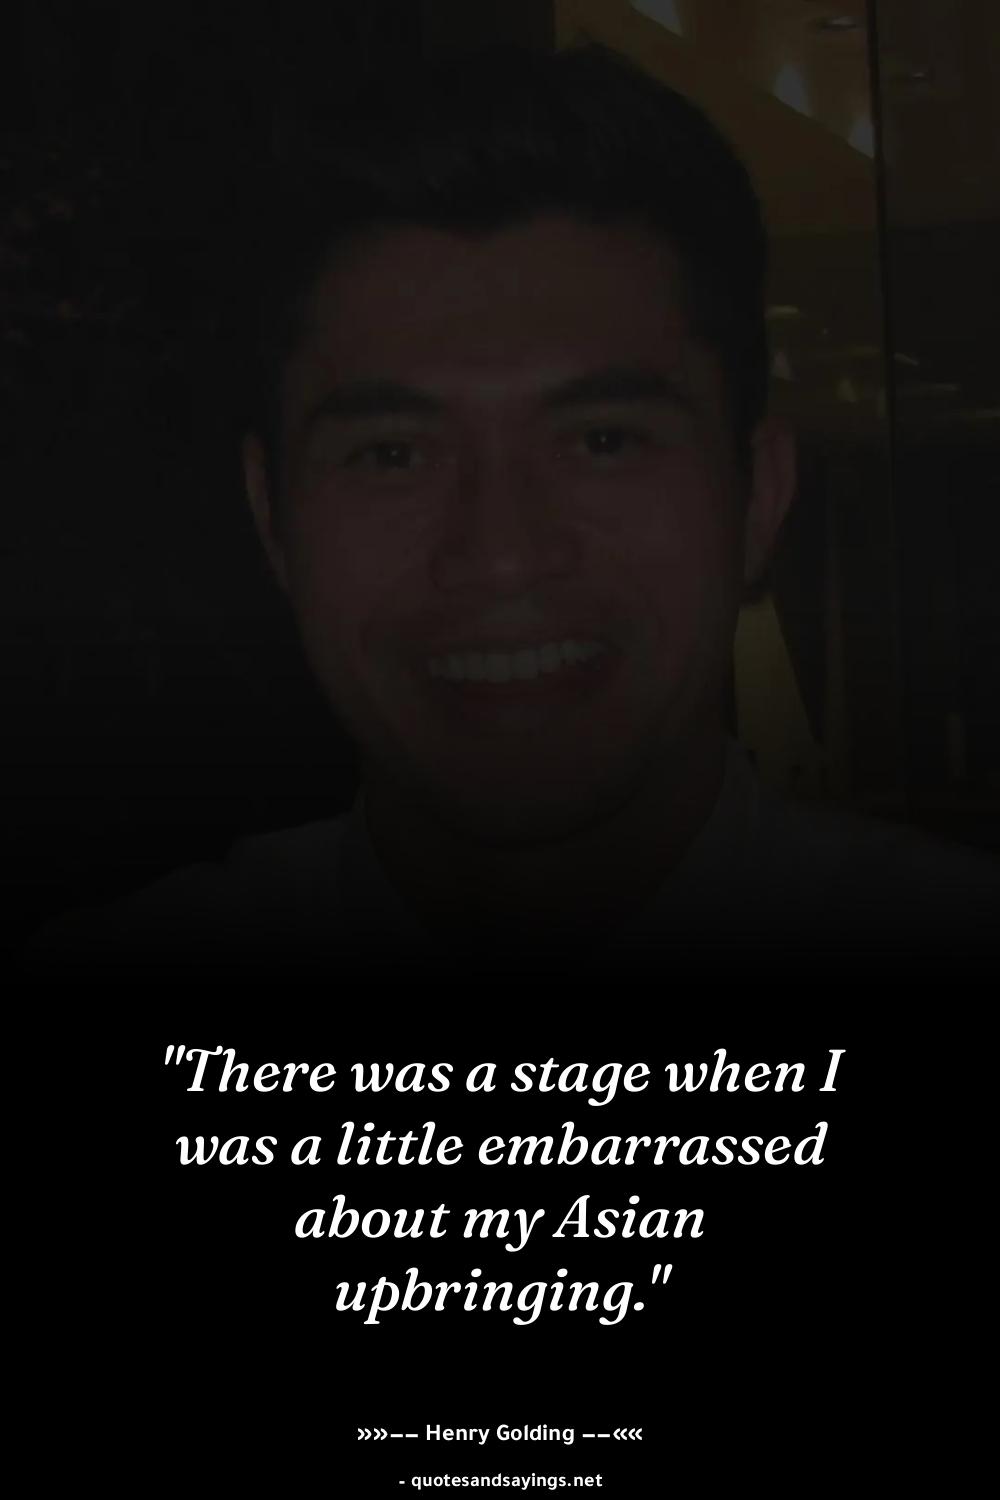 "There was a stage when I
was a little embarrassed
about my Asian
upbringing."
»»−− Henry Golding −−««
- quotesandsayings.net